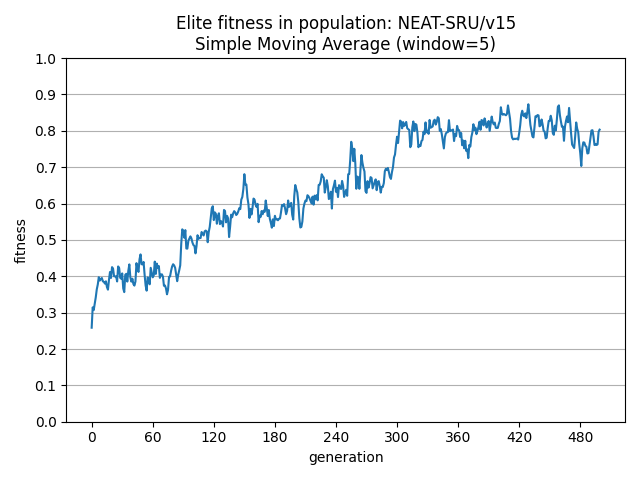 Elite fitness in population: NEAT-SRU/v15
Simple Moving Average (window=5)
1.0
0.9
0.8
0.7
0.6
0.5
0.4
0.3
0.2
0.1
0.0
fitness
0 60 120 180 240 300 360 420 480
generation